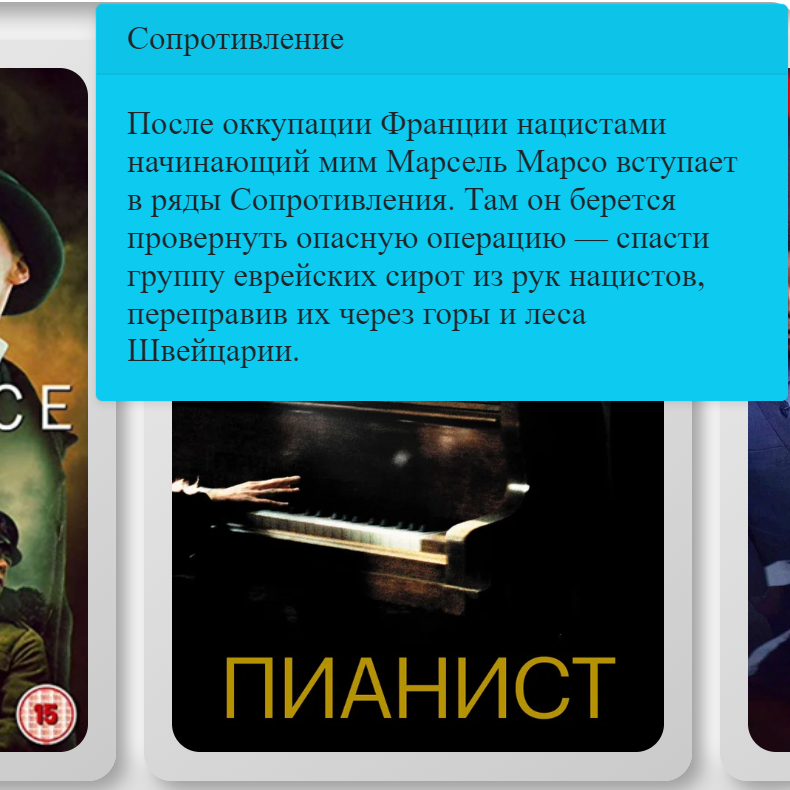 Сопротивление
После оккупации Франции нацистами
начинающий мим Марсель Марсо вступает
в ряды Сопротивления. Там он берется
провернуть опасную операцию — спасти
группу еврейских сирот из рук нацистов,
переправив их через горы и леса
Швейцарии.
CE
15
ПИАНИСТ